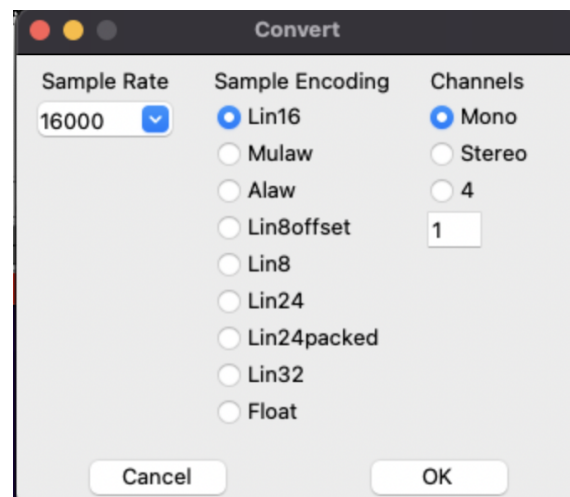 Convert
Sample Rate
16000
Sample Encoding
Lin16
Mulaw
Alaw
Lin8offset
Lin8
Lin24
Lin24packed
Lin32
Float
Channels
Mono
Stereo
4
1
Cancel
OK